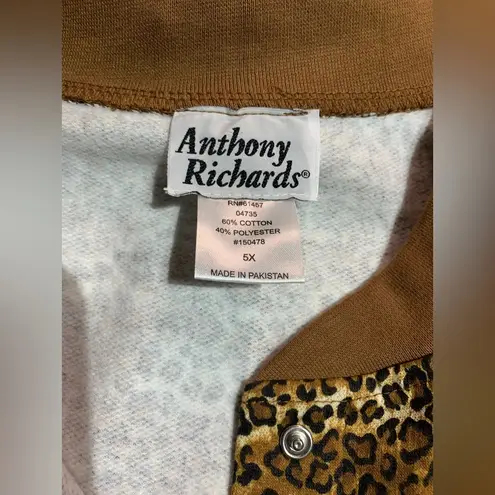 Anthony
Richards®
RN#61457
04735
60% COTTON
40% POLYESTER
#150478
5X
MADE IN PAKISTAN